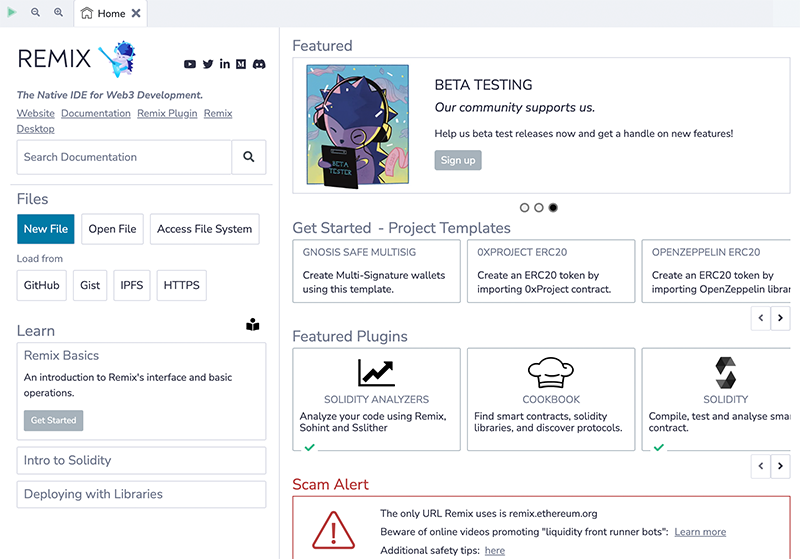 Home
REMIX
The Native IDE for Web3 Development.
Website Documentation Remix Plugin Remix
Desktop
Search Documentation
Files
New File Open File Access File System
Load from
GitHub Gist IPFS HTTPS
Learn
Remix Basics
An introduction to Remix's interface and basic
operations.
Get Started
Intro to Solidity
Deploying with Libraries
Featured
BETA TESTER
BETA TESTING
Our community supports us.
Help us beta test releases now and get a handle on new features!
Sign up
Get Started - Project Templates
GNOSIS SAFE MULTISIG
Create Multi-Signature wallets
using this template.
0XPROJECT ERC20
Create an ERC20 token by
importing 0xProject contract.
OPENZEPPELIN ERC20
Create an ERC20 token by
importing OpenZeppelin librar
Featured Plugins
SOLIDITY ANALYZERS
Analyze your code using Remix,
Sohint and Sslither
COOKBOOK
Find smart contracts, solidity
libraries, and discover protocols.
SOLIDITY
Compile, test and analyse smar
contract.
Scam Alert
The only URL Remix uses is remix.ethereum.org
Beware of online videos promoting "liquidity front runner bots": Learn more
Additional safety tips: here